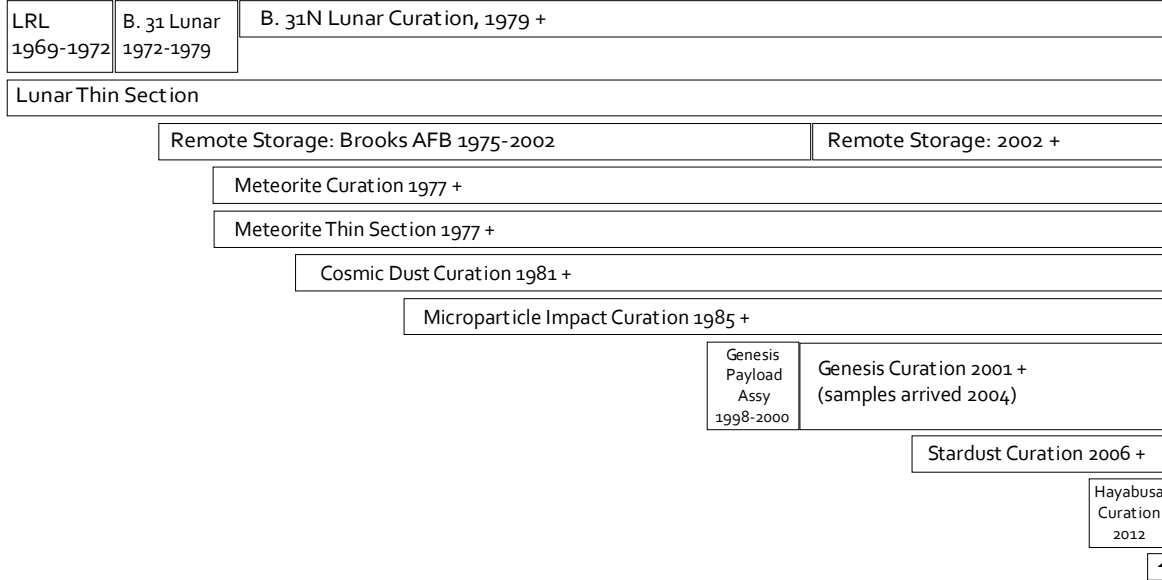 LRL
1969-1972
B. 31 Lunar
1972-1979
B. 31N Lunar Curation, 1979 +
Lunar Thin Section
Remote Storage: Brooks AFB 1975-2002
Remote Storage: 2002 +
Meteorite Curation 1977 +
Meteorite Thin Section 1977 +
Cosmic Dust Curation 1981 +
Microparticle Impact Curation 1985 +
Genesis
Payload
Assy
1998-2000
Genesis Curation 2001 +
(samples arrived 2004)
Stardust Curation 2006 +
Hayabusa
Curation
2012